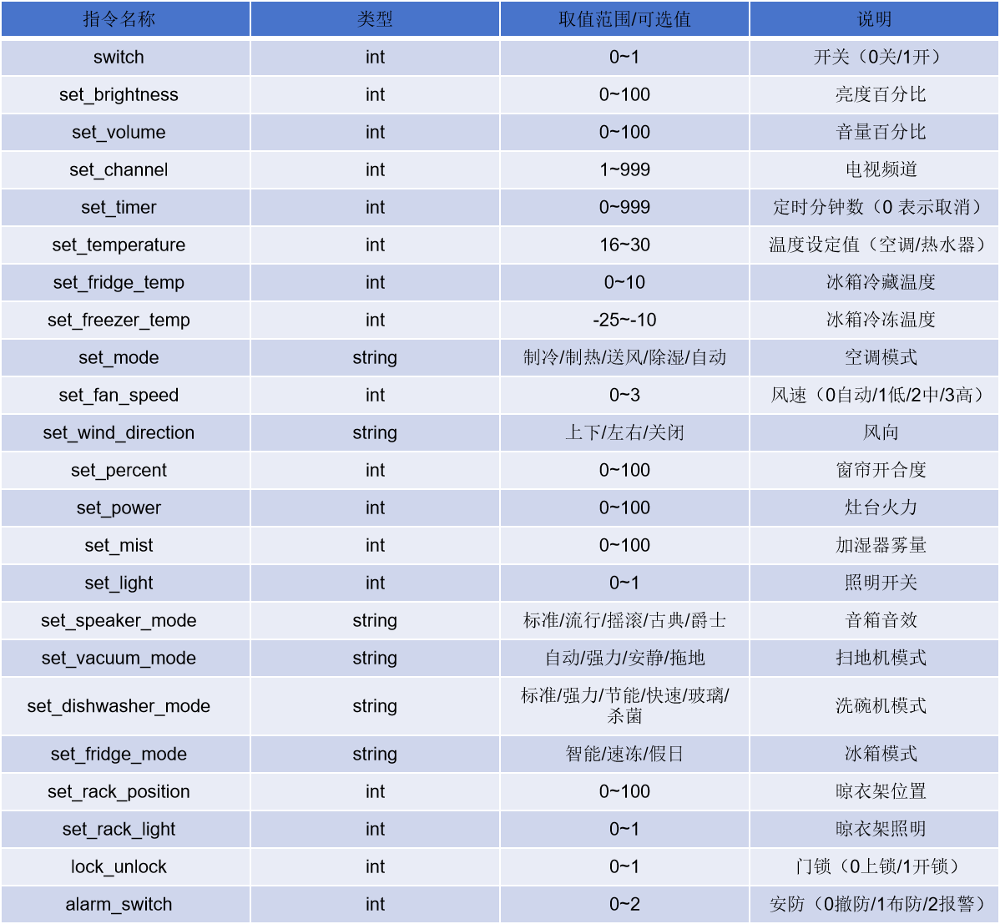 指令名称 类型 取值范围/可选值 说明
switch int 0~1 开关（0关/1开）
set_brightness int 0~100 亮度百分比
set_volume int 0~100 音量百分比
set_channel int 1~999 电视频道
set_timer int 0~999 定时分钟数（0 表示取消）
set_temperature int 16~30 温度设定值（空调/热水器）
set_fridge_temp int 0~10 冰箱冷藏温度
set_freezer_temp int -25~-10 冰箱冷冻温度
set_mode string 制冷/制热/送风/除湿/自动 空调模式
set_fan_speed int 0~3 风速（0自动/1低/2中/3高）
set_wind_direction string 上下/左右/关闭 风向
set_percent int 0~100 窗帘开合度
set_power int 0~100 灶台火力
set_mist int 0~100 加湿器雾量
set_light int 0~1 照明开关
set_speaker_mode string 标准/流行/摇滚/古典/爵士 音箱音效
set_vacuum_mode string 自动/强力/安静/拖地 扫地机模式
set_dishwasher_mode string 标准/强力/节能/快速/玻璃/
杀菌 洗碗机模式
set_fridge_mode string 智能/速冻/假日 冰箱模式
set_rack_position int 0~100 晾衣架位置
set_rack_light int 0~1 晾衣架照明
lock_unlock int 0~1 门锁（0上锁/1开锁）
alarm_switch int 0~2 安防（0撤防/1布防/2报警）